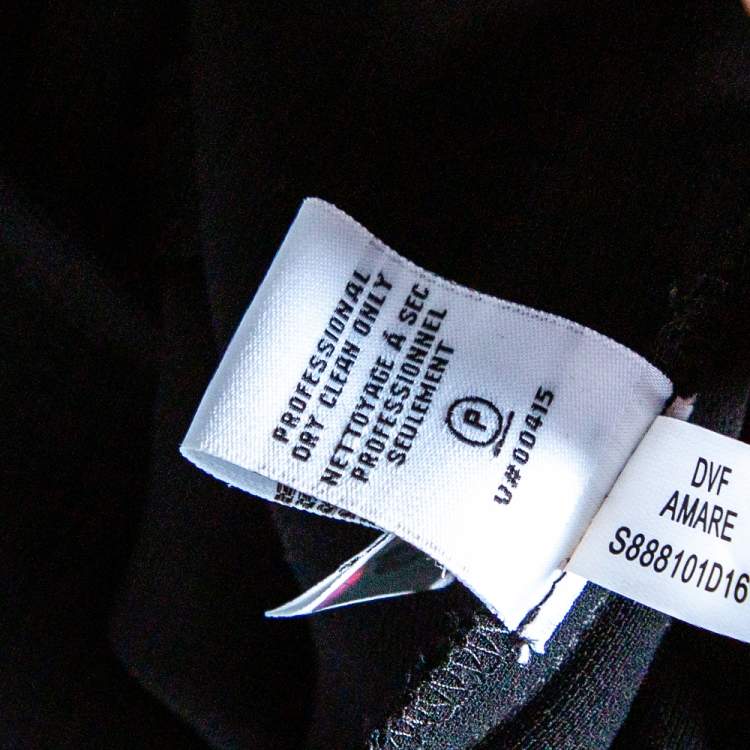 PROFESSIONAL
DRY CLEAN ONLY
NETTOYAGE Á SEC
PROFESSIONNEL
SEULEMENT
P
U#00415
DVF
AMARE
S888101D16